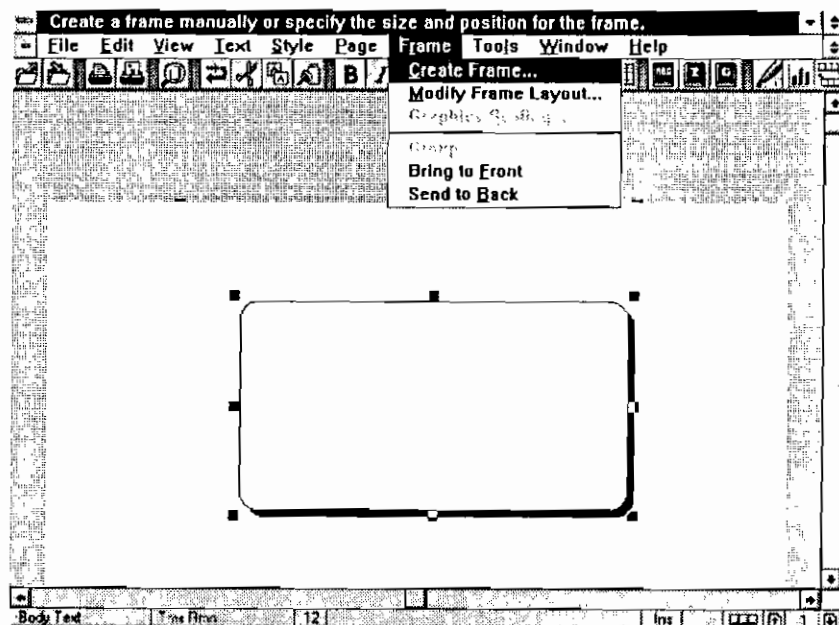 Create a frame manually or specify the size and position for the frame.
File Edit View Text Style Page Frame Tools Window Help
B I
Create Frame...
Modify Frame Layout...
Group
Bring to Front
Send to Back
Body Text 12 Ins 1